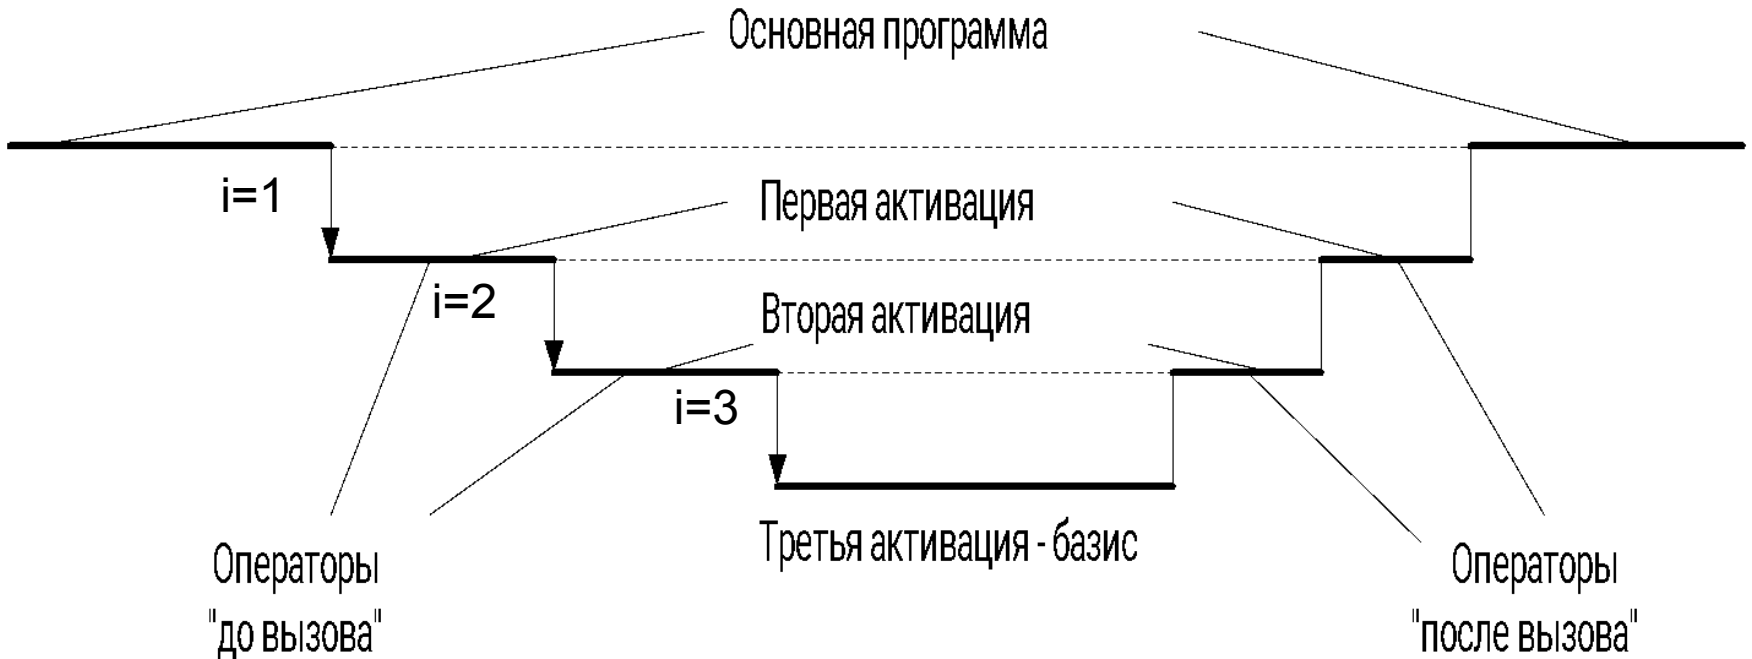 Основная программа
i=1
Первая активация
i=2
Вторая активация
i=3
Третья активация - базис
Операторы
"до вызова"
Операторы
"после вызова"